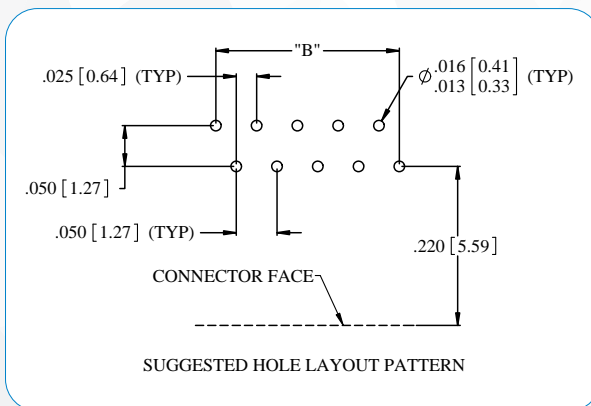 "B"
.025 [0.64] (TYP)
Ø .016 [0.41] (TYP)
.013 [0.33]
.050 [1.27]
.050 [1.27] (TYP)
.220 [5.59]
CONNECTOR FACE
SUGGESTED HOLE LAYOUT PATTERN